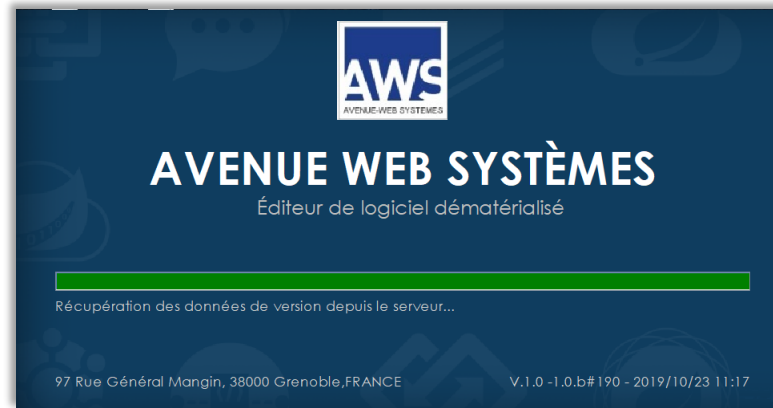 AWS
AVENUE-WEB SYSTEMES
AVENUE WEB SYSTÈMES
Éditeur de logiciel dématérialisé
Récupération des données de version depuis le serveur...
97 Rue Général Mangin, 38000 Grenoble,FRANCE
V.1.0 -1.0.b#190 - 2019/10/23 11:17